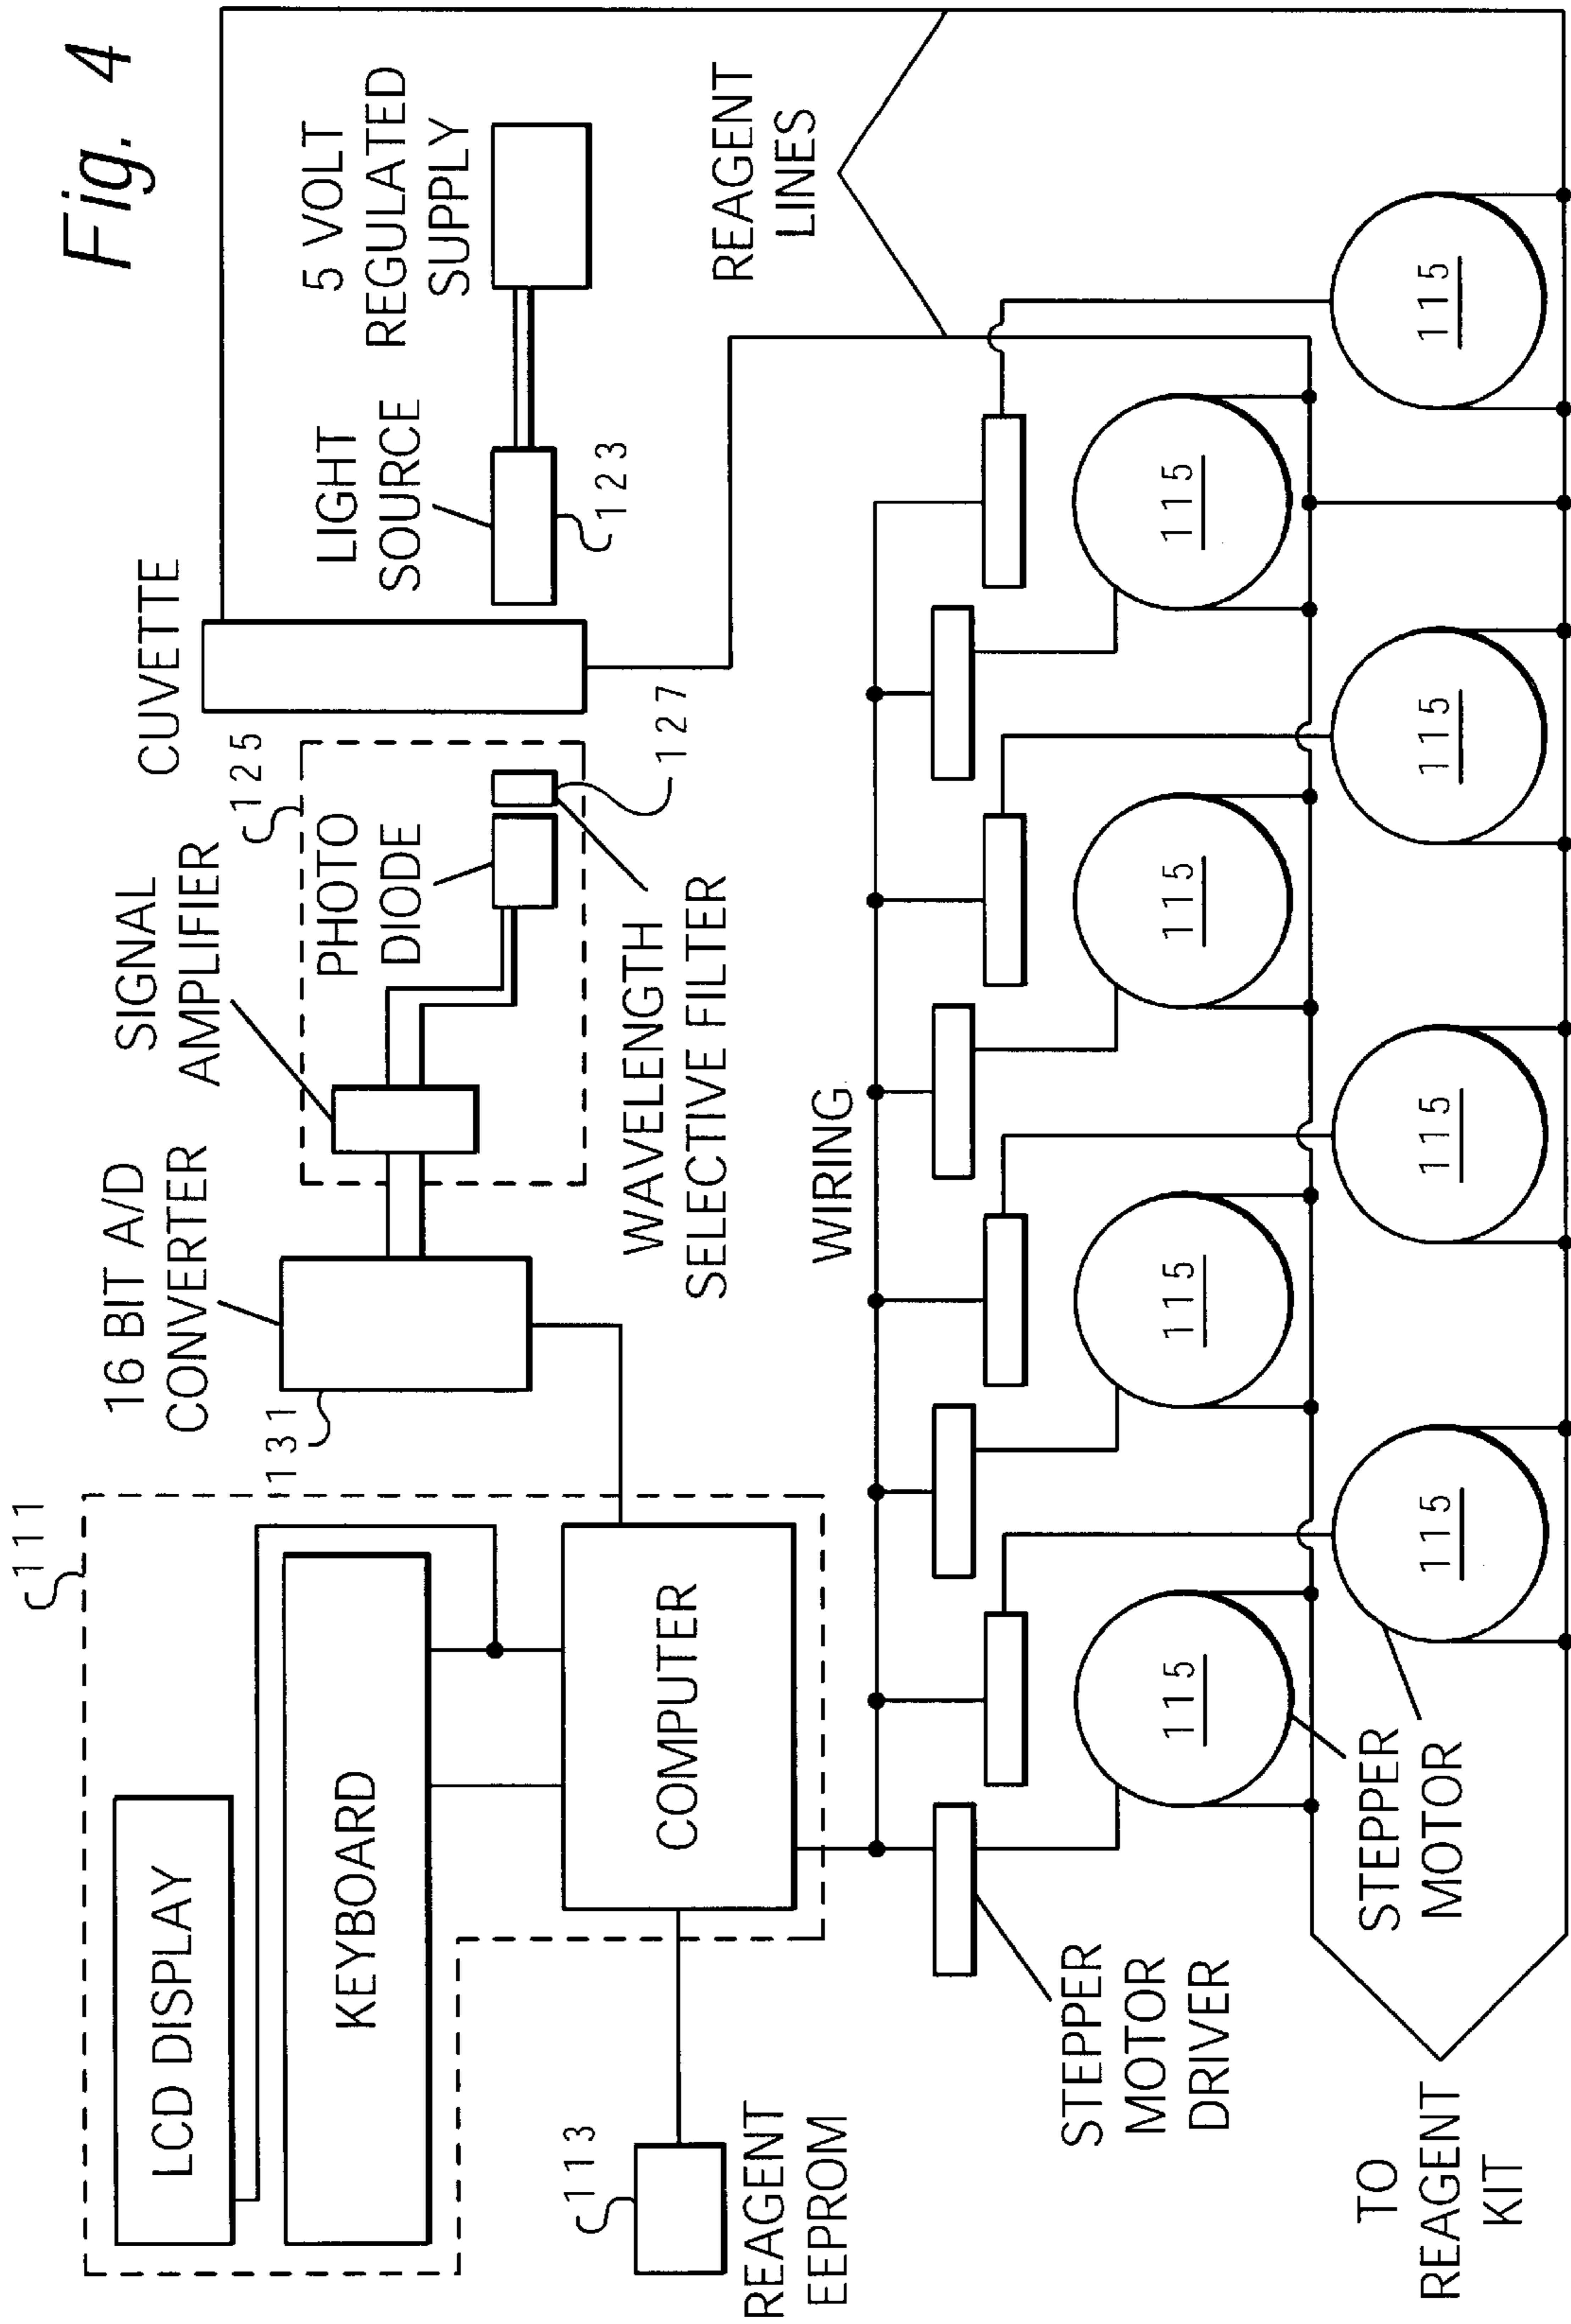 Fig. 4
111
LCD DISPLAY
KEYBOARD
COMPUTER
113
REAGENT
EEPROM
16 BIT A/D
CONVERTER
131
SIGNAL
AMPLIFIER
125
PHOTO
DIODE
CUVETTE
127
WAVELENGTH
SELECTIVE FILTER
LIGHT
SOURCE
123
5 VOLT
REGULATED
SUPPLY
REAGENT
LINES
WIRING
STEPPER
MOTOR
DRIVER
115
115
115
115
115
115
115
115
STEPPER
MOTOR
TO
REAGENT
KIT